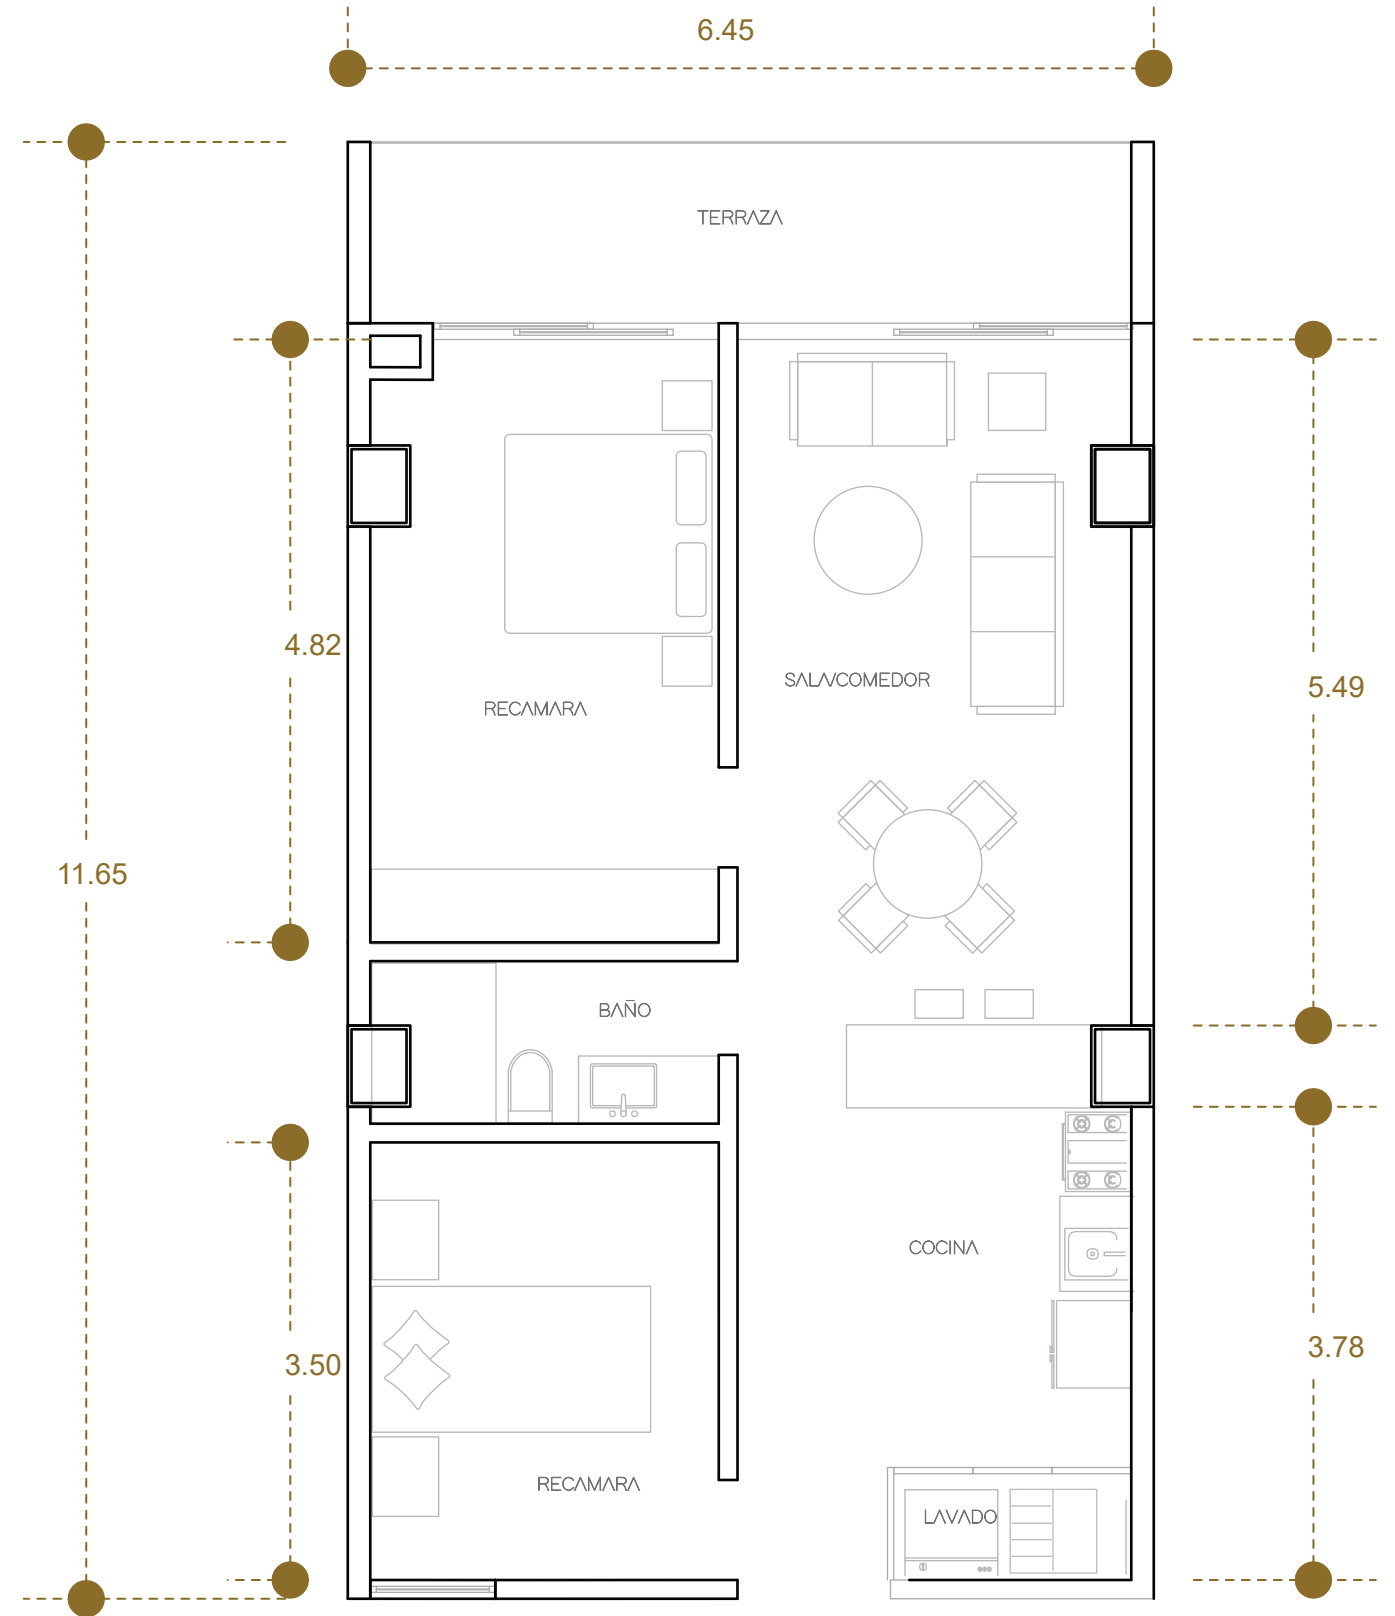 6.45
TERRAZA
4.82
SALA/COMEDOR
5.49
RECAMARA
11.65
BAÑO
COCINA
3.50
3.78
RECAMARA
LAVADO